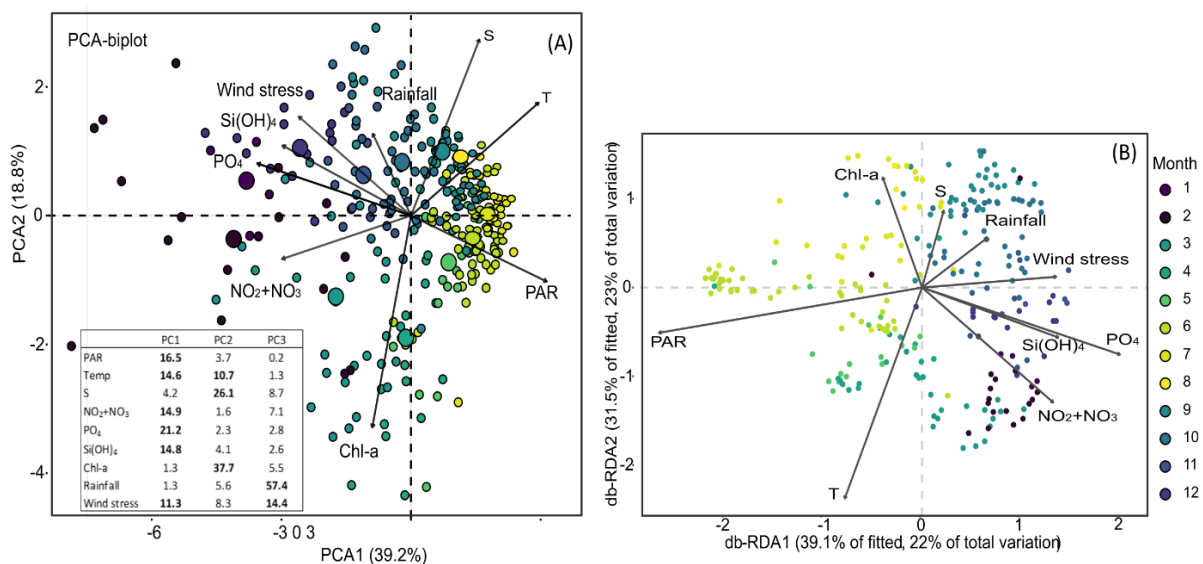 PCA-biplot
(A)
S
T
Wind stress
Rainfall
Si(OH)₄
PO₄
NO₂+NO₃
PAR
Chl-a
PCA2 (18.8%)
2
0
-2
-4
PC1 PC2 PC3
PAR 16.5 3.7 0.2
Temp 14.6 10.7 1.3
S 4.2 26.1 8.7
NO₂+NO₃ 14.9 1.6 7.1
PO₄ 21.2 2.3 2.8
Si(OH)₄ 14.8 4.1 2.6
Chl-a 1.3 37.7 5.5
Rainfall 1.3 5.6 57.4
Wind stress 11.3 8.3 14.4
-6 -3 0 3
PCA1 (39.2%)
(B)
Chl-a
S
Rainfall
Wind stress
PAR
Si(OH)₄
PO₄
NO₂+NO₃
T
db-RDA2 (31.5% of fitted, 23% of total variation)
1
0
-1
-2
-2 -1 0 1 2
db-RDA1 (39.1% of fitted, 22% of total variation)
Month
1
2
3
4
5
6
7
8
9
10
11
12